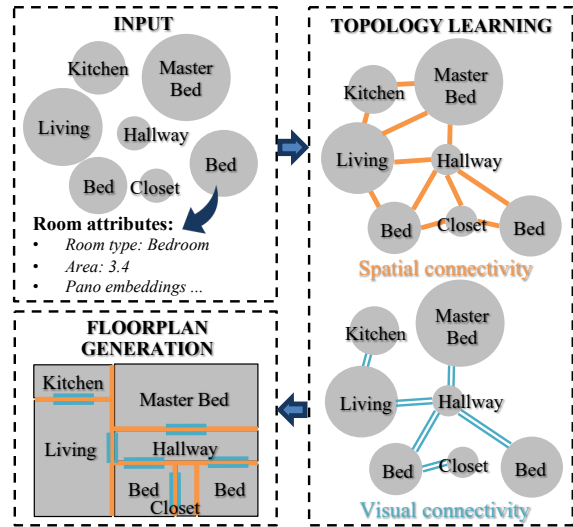 INPUT
Kitchen
Master
Bed
Living
Hallway
Bed
Bed
Closet
Room attributes:
• Room type: Bedroom
• Area: 3.4
• Pano embeddings ...
TOPOLOGY LEARNING
Kitchen
Master
Bed
Living
Hallway
Bed
Closet
Bed
Spatial connectivity
Kitchen
Master
Bed
Living
Hallway
Bed
Closet
Bed
Visual connectivity
FLOORPLAN
GENERATION
Kitchen
Master Bed
Living
Hallway
Bed
Bed
Closet